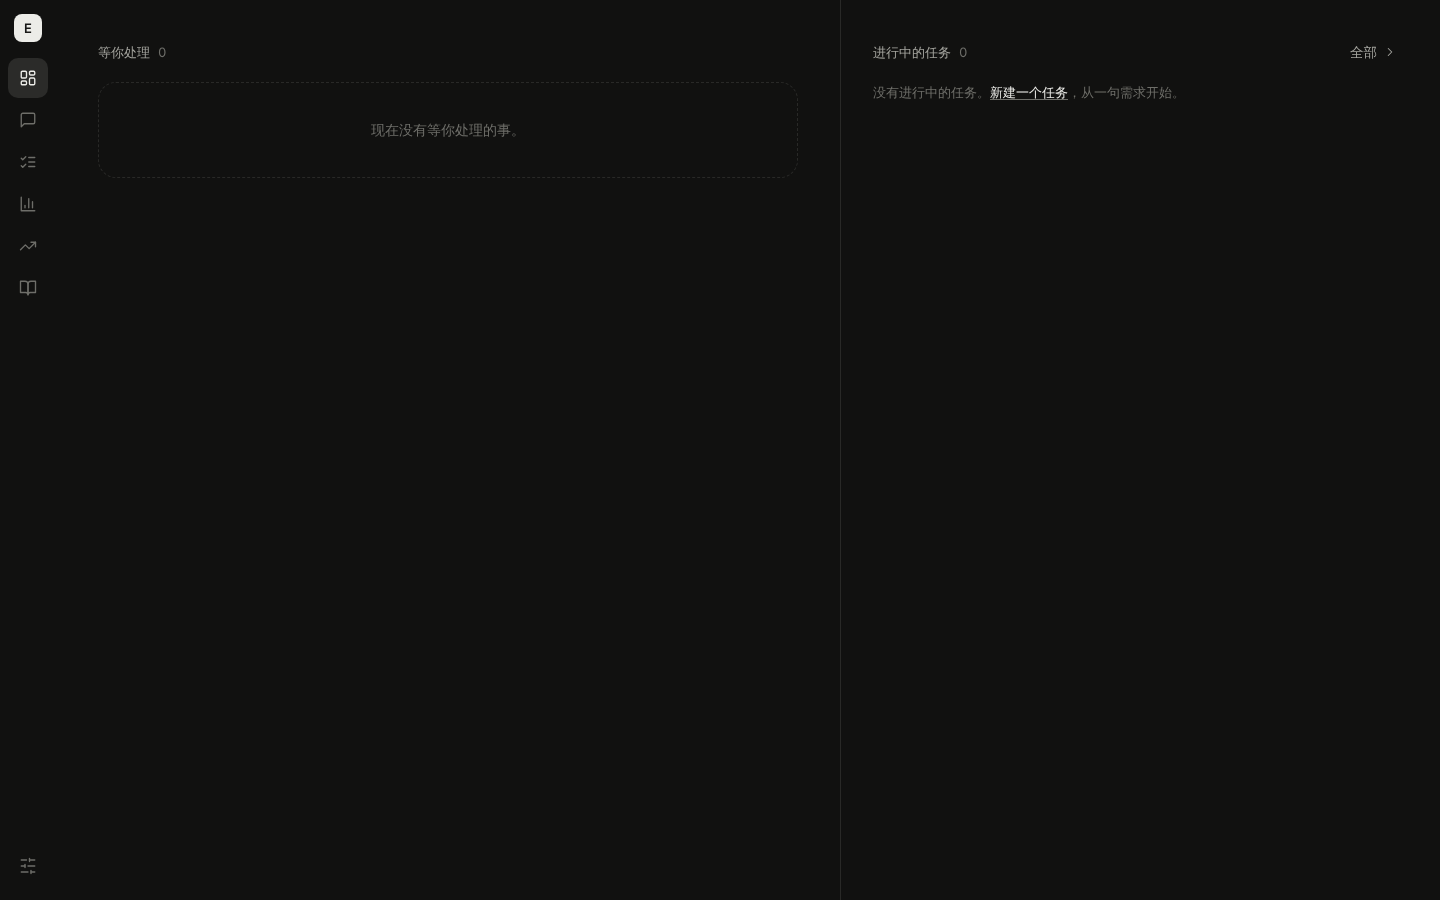 E
等你处理 0
现在没有等你处理的事。
进行中的任务 0
全部
没有进行中的任务。新建一个任务，从一句需求开始。